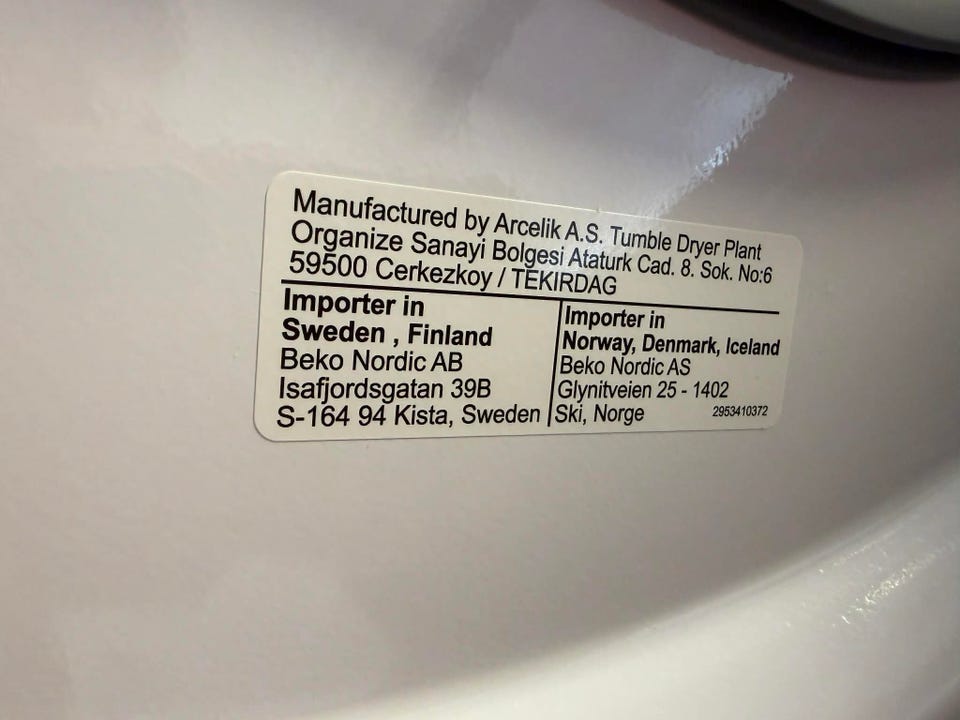 Manufactured by Arcelik A.S. Tumble Dryer Plant
Organize Sanayi Bolgesi Ataturk Cad. 8. Sok. No:6
59500 Cerkezkoy / TEKIRDAG
Importer in
Sweden , Finland
Beko Nordic AB
Isafjordsgatan 39B
S-164 94 Kista, Sweden
Importer in
Norway, Denmark, Iceland
Beko Nordic AS
Glynitveien 25 - 1402
Ski, Norge
2953410372